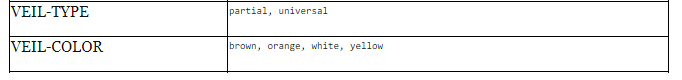 VEIL-TYPE partial, universal
VEIL-COLOR brown, orange, white, yellow